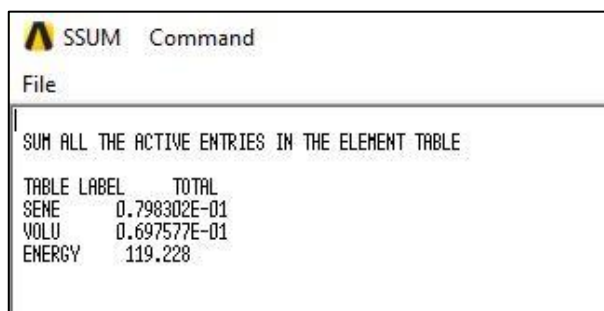 SSUM Command
File
SUM ALL THE ACTIVE ENTRIES IN THE ELEMENT TABLE
TABLE LABEL TOTAL
SENE 0.798302E-01
VOLU 0.697577E-01
ENERGY 119.228